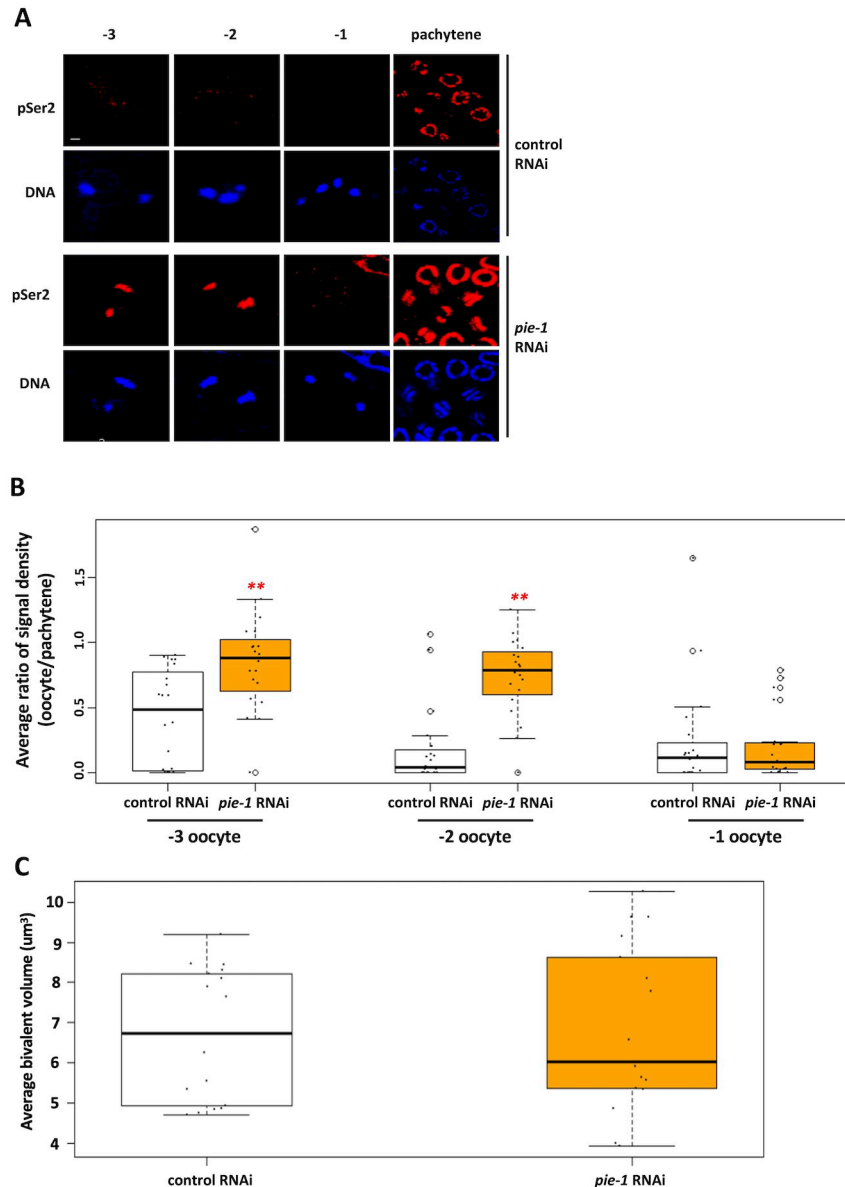 A
-3 -2 -1 pachytene
pSer2
DNA
control
RNAi
pSer2
DNA
pie-1
RNAi
B
Average ratio of signal density
(oocyte/pachytene)
1.5
1.0
0.5
0.0
** **
control RNAi pie-1 RNAi control RNAi pie-1 RNAi control RNAi pie-1 RNAi
-3 oocyte -2 oocyte -1 oocyte
C
Average bivalent volume (um³)
10
9
8
7
6
5
4
control RNAi pie-1 RNAi